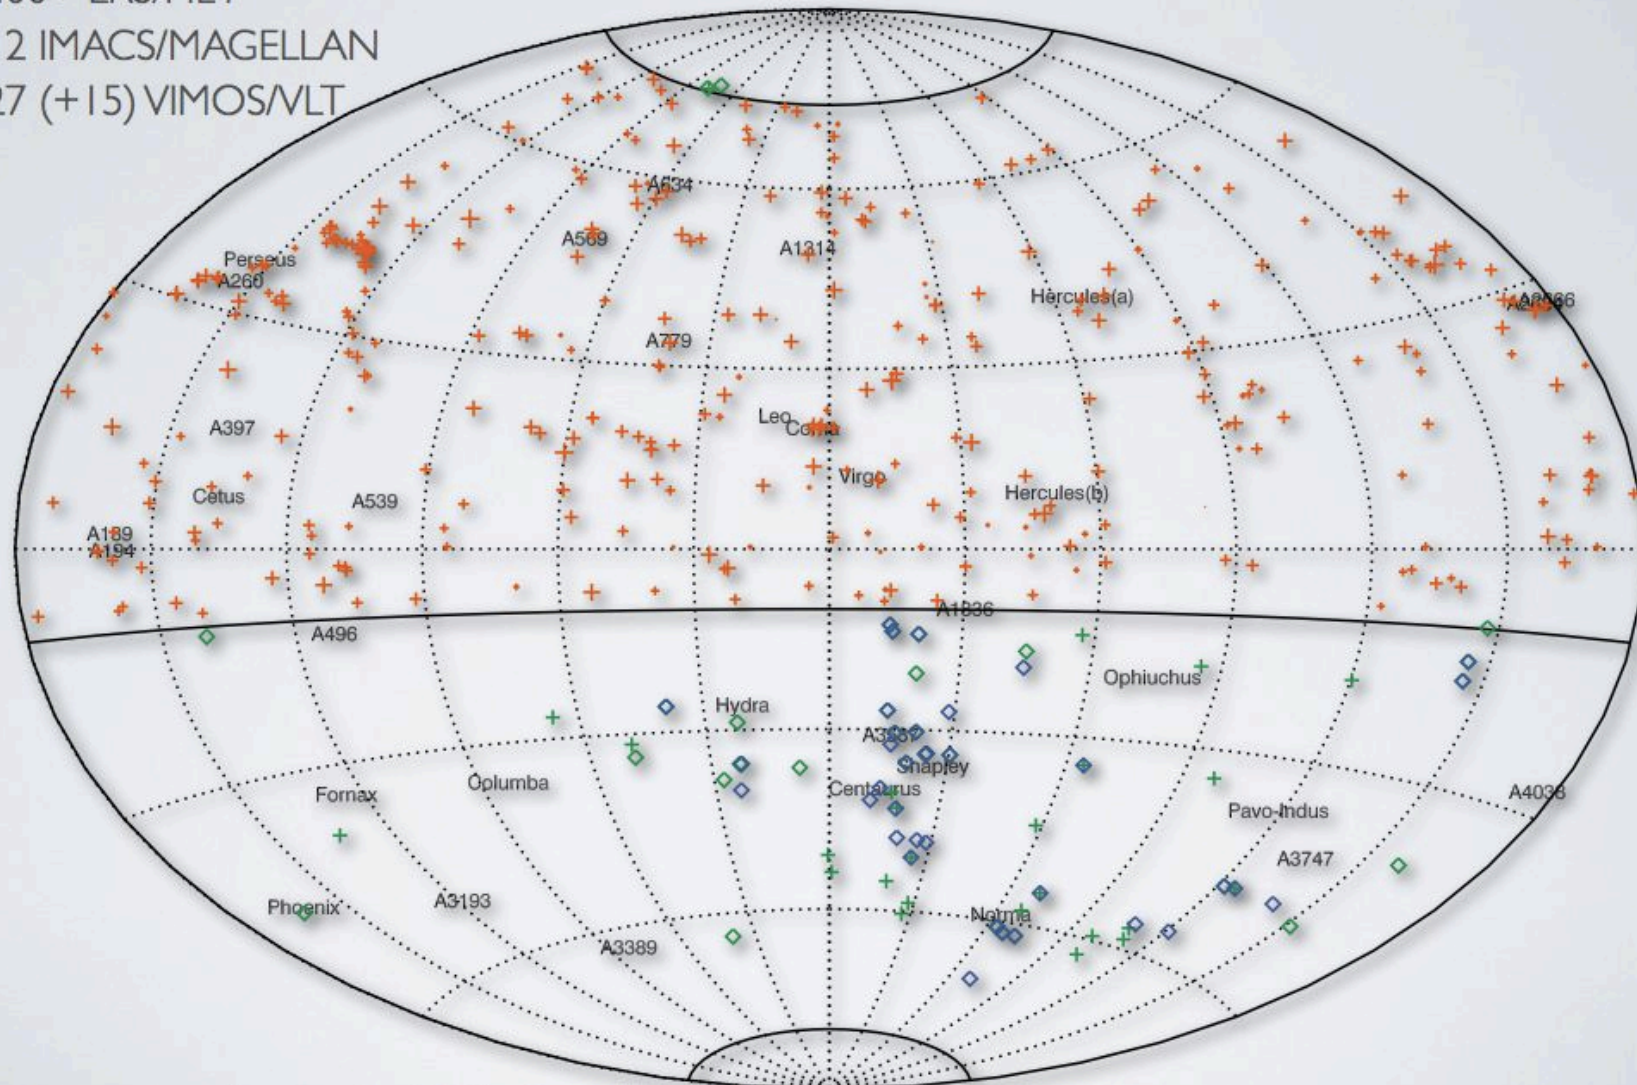 2 IMACS/MAGELLAN
27 (+15) VIMOS/VLT
A634
A569
A1314
Perseus
A260
Hercules(a)
A779
Leo
Coma
A397
Virgo
Cetus
A539
Hercules(b)
A189
A194
A1836
A496
Ophiuchus
Hydra
Shapley
Columba
Centaurus
Fornax
A4038
Pavo-Indus
A3747
Phoenix
A3193
Norma
A3389